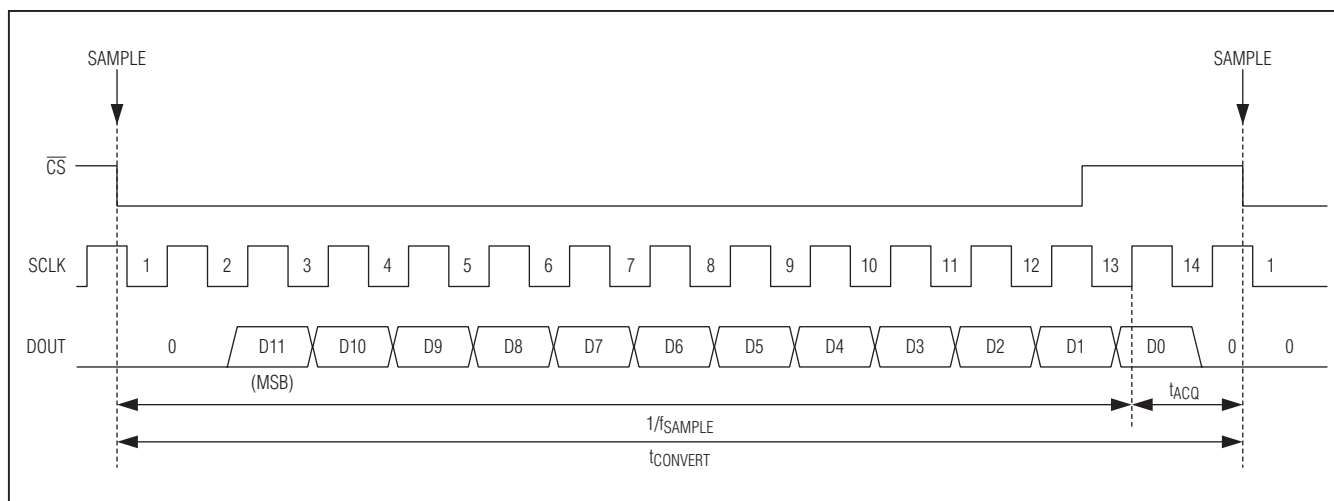 SAMPLE SAMPLE
CS
SCLK 1 2 3 4 5 6 7 8 9 10 11 12 13 14 1
DOUT 0 D11 D10 D9 D8 D7 D6 D5 D4 D3 D2 D1 D0 0 0
(MSB)
tACQ
1/fSAMPLE
tCONVERT